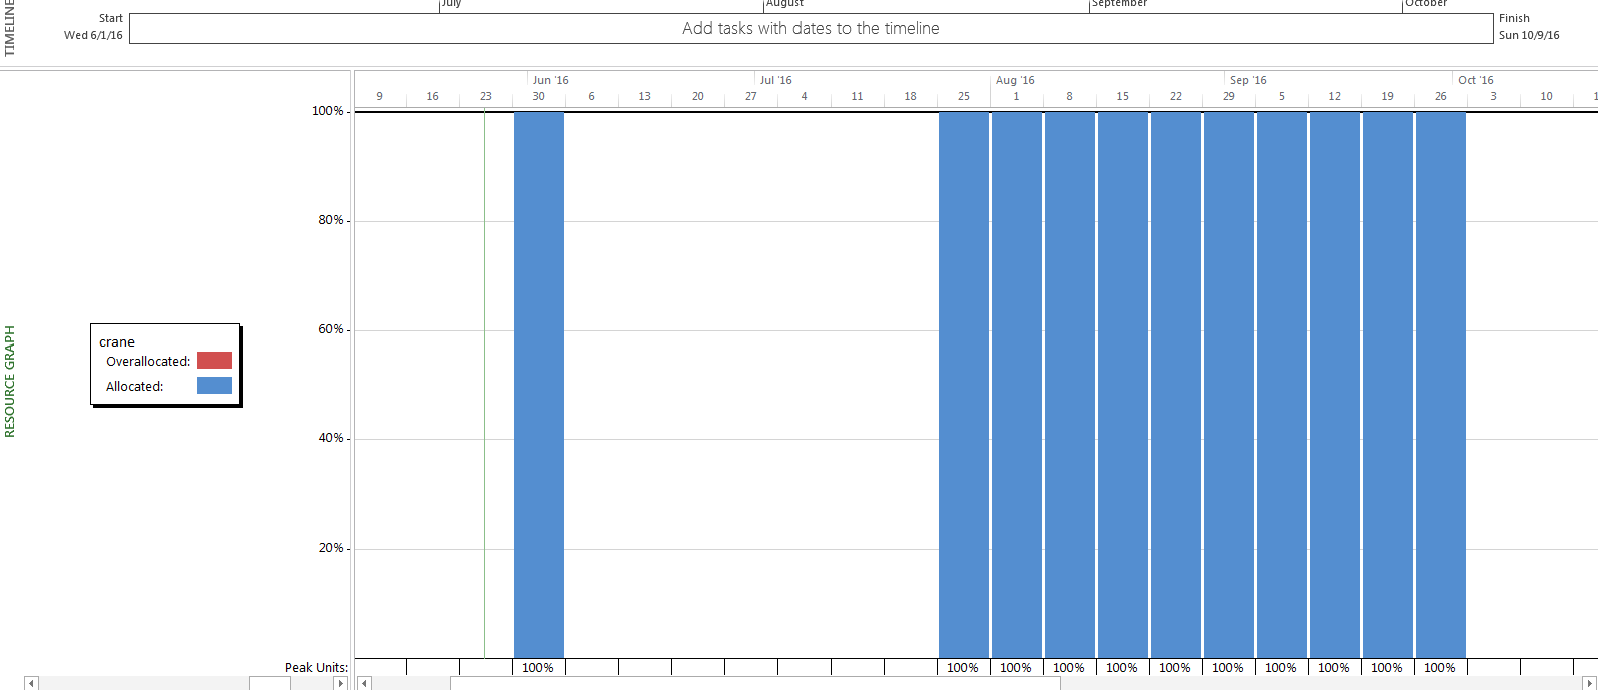 TIMELINE
July August September October
Start
Wed 6/1/16
Add tasks with dates to the timeline
Finish
Sun 10/9/16
Jun '16 Jul '16 Aug '16 Sep '16 Oct '16
9 16 23 30 6 13 20 27 4 11 18 25 1 8 15 22 29 5 12 19 26 3 10
100%
80%
60%
40%
20%
RESOURCE GRAPH
crane
Overallocated:
Allocated:
Peak Units: 100% 100% 100% 100% 100% 100% 100% 100% 100% 100% 100%